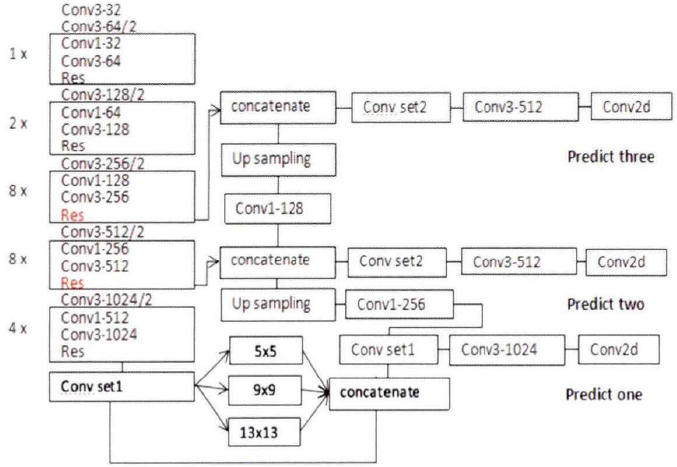 Conv3-32
Conv3-64/2
1 x
Conv1-32
Conv3-64
Res
Conv3-128/2
2 x
Conv1-64
Conv3-128
Res
Conv3-256/2
8 x
Conv1-128
Conv3-256
Res
Conv3-512/2
8 x
Conv1-256
Conv3-512
Res
Conv3-1024/2
4 x
Conv1-512
Conv3-1024
Res
Conv set1
5x5
9x9
13x13
concatenate
Conv set1 Conv3-1024 Conv2d
Predict one
Up sampling Conv1-256
concatenate Conv set2 Conv3-512 Conv2d
Predict two
Conv1-128
Up sampling
concatenate Conv set2 Conv3-512 Conv2d
Predict three